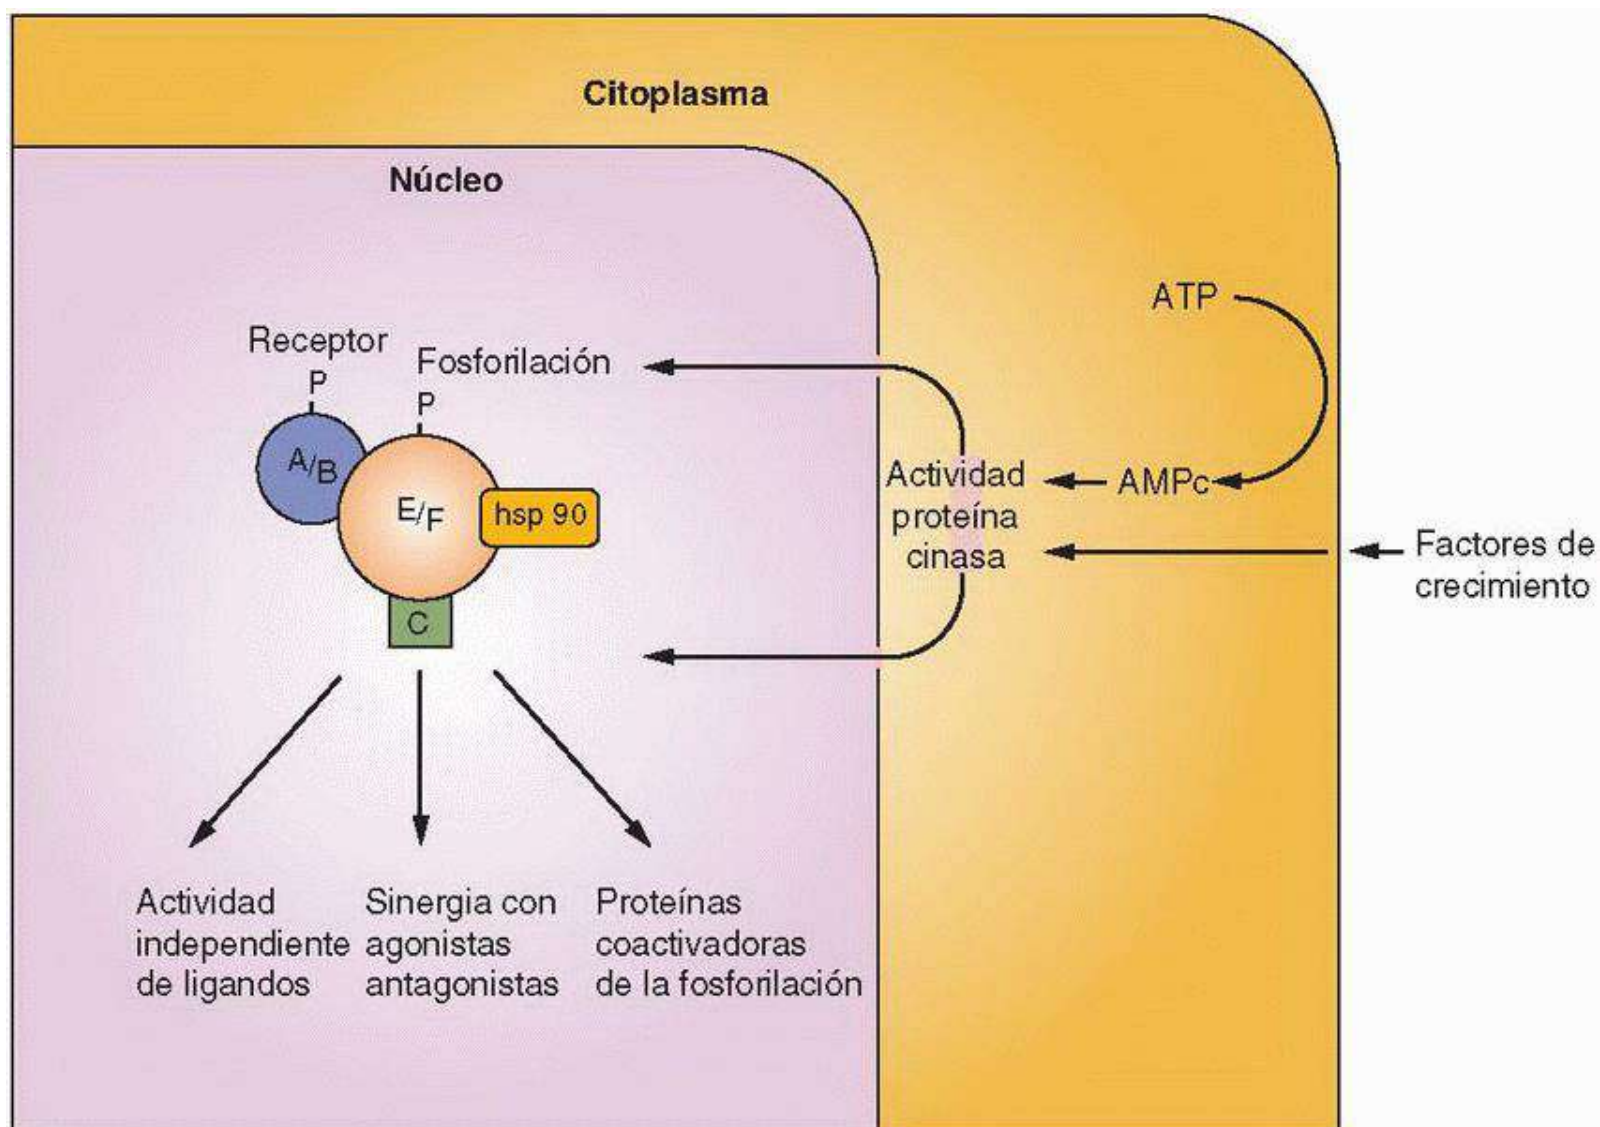 Citoplasma
Núcleo
ATP
Receptor
P
Fosforilación
P
A/B
E/F
hsp 90
C
Actividad
proteína
cinasa
AMPc
Factores de
crecimiento
Actividad
independiente
de ligandos
Sinergia con
agonistas
antagonistas
Proteínas
coactivadoras
de la fosforilación